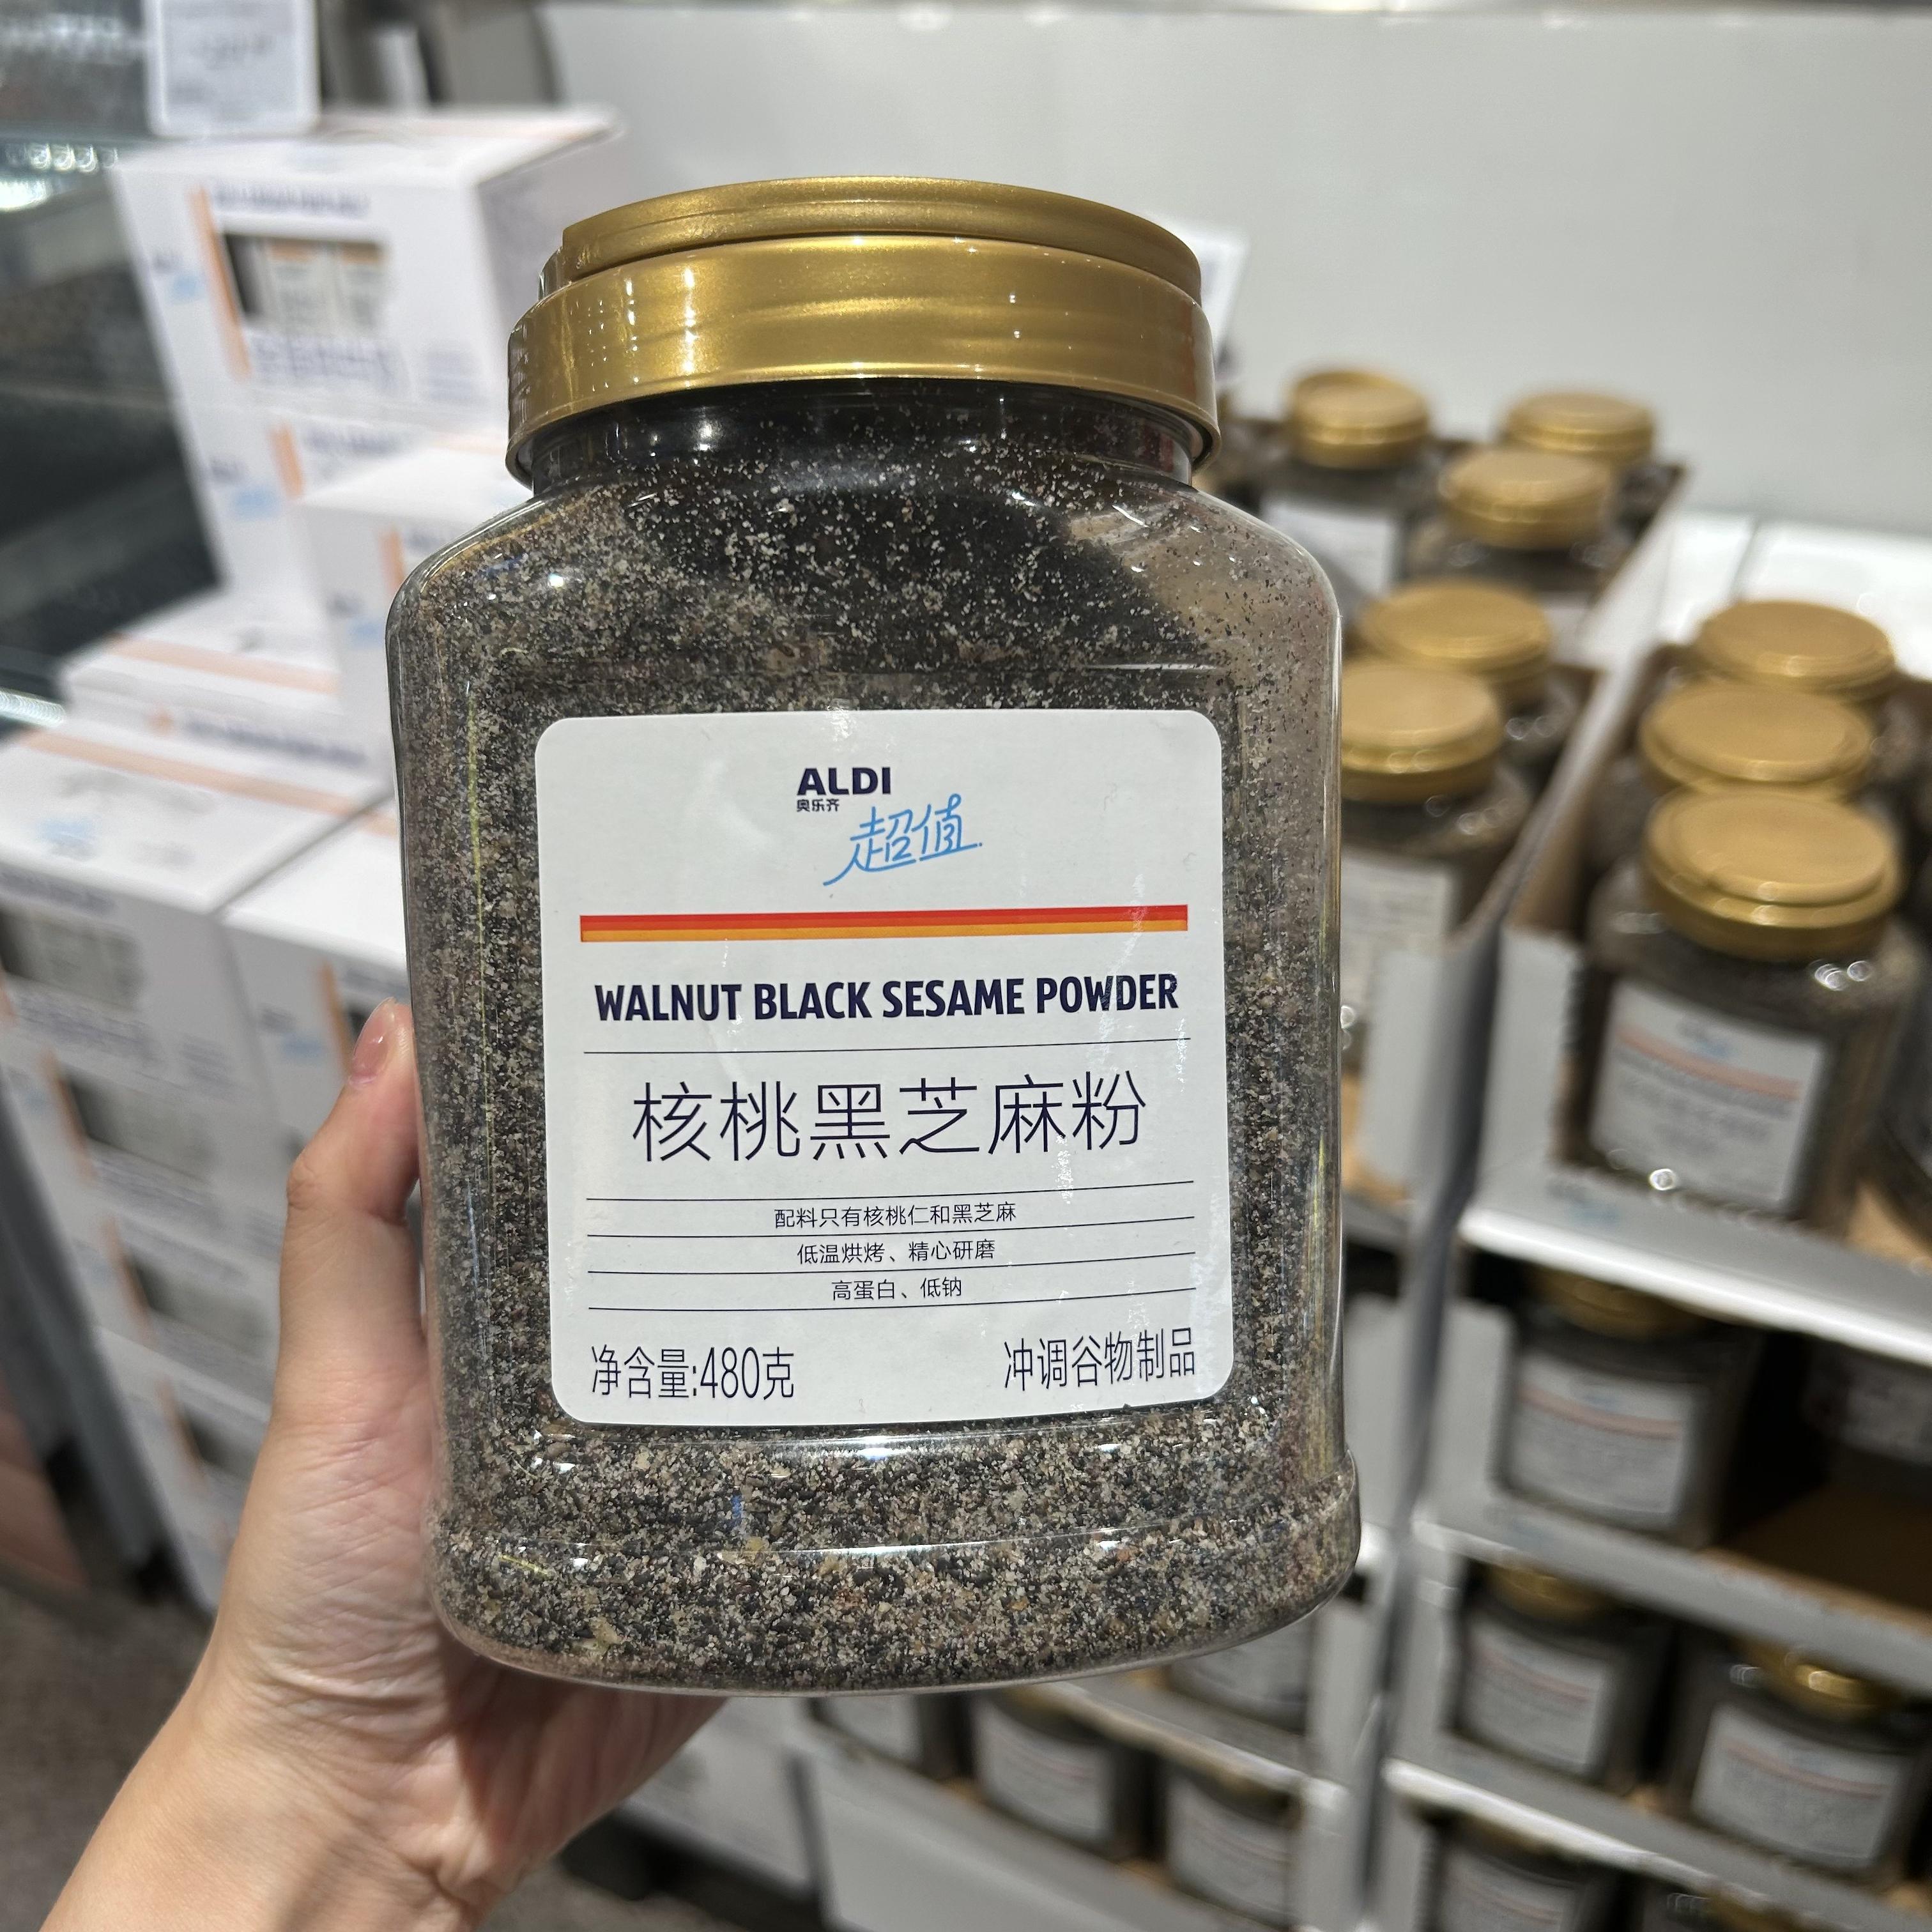 ALDI
奥乐齐
超值
WALNUT BLACK SESAME POWDER
核桃黑芝麻粉
配料只有核桃仁和黑芝麻
低温烘烤、精心研磨
高蛋白、低钠
净含量:480克
冲调谷物制品